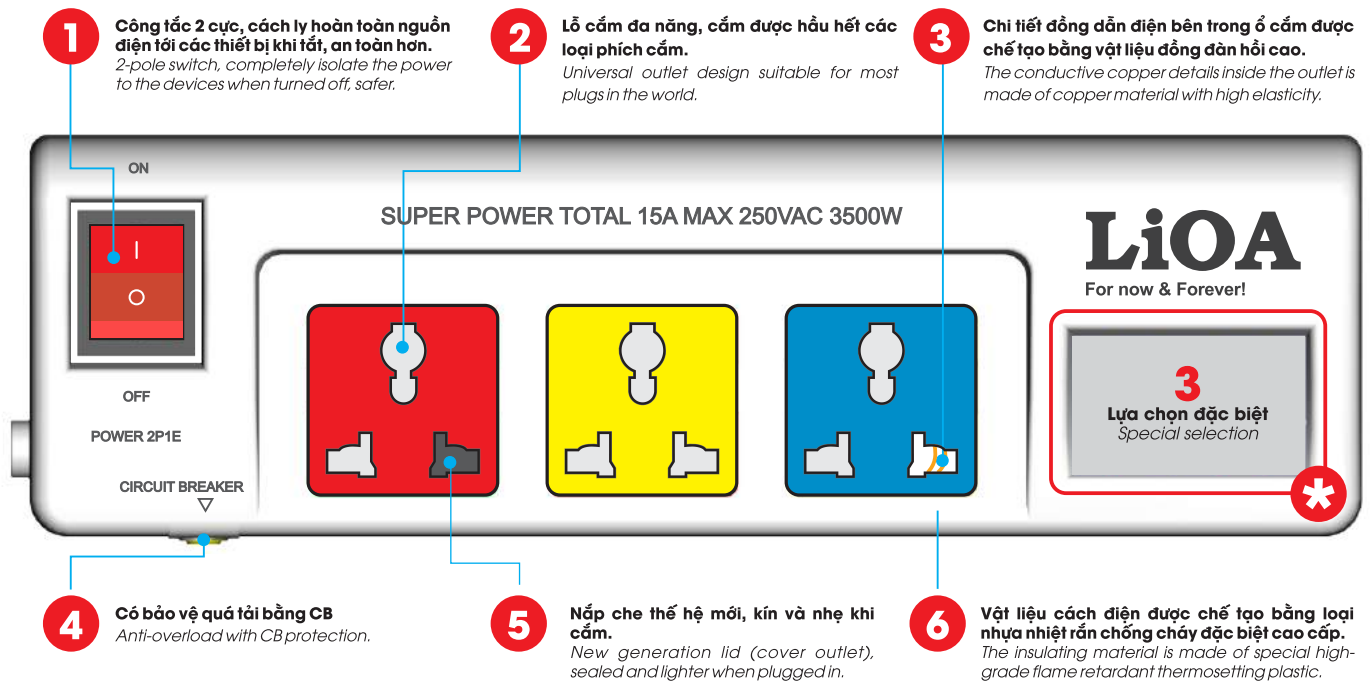 1
Công tắc 2 cực, cách ly hoàn toàn nguồn
điện tới các thiết bị khi tắt, an toàn hơn.
2-pole switch, completely isolate the power
to the devices when turned off, safer.
2
Lỗ cắm đa năng, cắm được hầu hết các
loại phích cắm.
Universal outlet design suitable for most
plugs in the world.
3
Chi tiết đồng dẫn điện bên trong ổ cắm được
chế tạo bằng vật liệu đồng đàn hồi cao.
The conductive copper details inside the outlet is
made of copper material with high elasticity.
ON
I
O
OFF
POWER 2P1E
CIRCUIT BREAKER
SUPER POWER TOTAL 15A MAX 250VAC 3500W
LiOA
For now & Forever!
3
Lựa chọn đặc biệt
Special selection
*
4
Có bảo vệ quá tải bằng CB
Anti-overload with CB protection.
5
Nắp che thế hệ mới, kín và nhẹ khi
cắm.
New generation lid (cover outlet),
sealed and lighter when plugged in.
6
Vật liệu cách điện được chế tạo bằng loại
nhựa nhiệt rắn chống cháy đặc biệt cao cấp.
The insulating material is made of special high-
grade flame retardant thermosetting plastic.